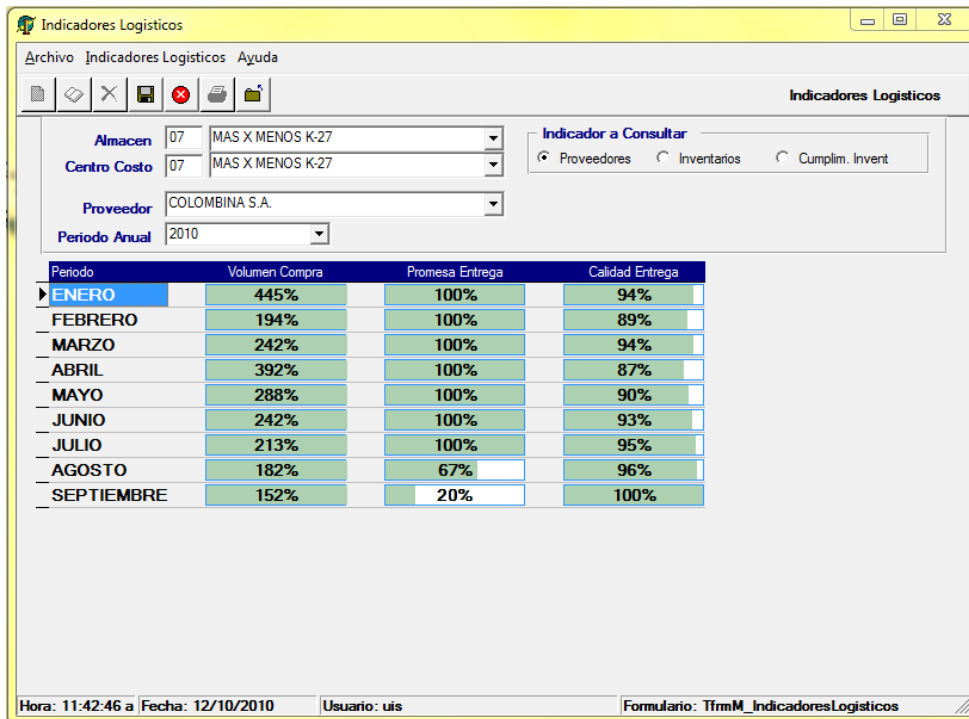 Indicadores Logisticos
Archivo Indicadores Logisticos Ayuda
Indicadores Logisticos
Almacen 07 MAS X MENOS K-27
Centro Costo 07 MAS X MENOS K-27
Indicador a Consultar
Proveedores Inventarios Cumplim. Invent
Proveedor COLOMBINA S.A.
Periodo Anual 2010
Periodo Volumen Compra Promesa Entrega Calidad Entrega
ENERO 445% 100% 94%
FEBRERO 194% 100% 89%
MARZO 242% 100% 94%
ABRIL 392% 100% 87%
MAYO 288% 100% 90%
JUNIO 242% 100% 93%
JULIO 213% 100% 95%
AGOSTO 182% 67% 96%
SEPTIEMBRE 152% 20% 100%
Hora: 11:42:46 a Fecha: 12/10/2010 Usuario: uis Formulario: TfrmM_IndicadoresLogisticos